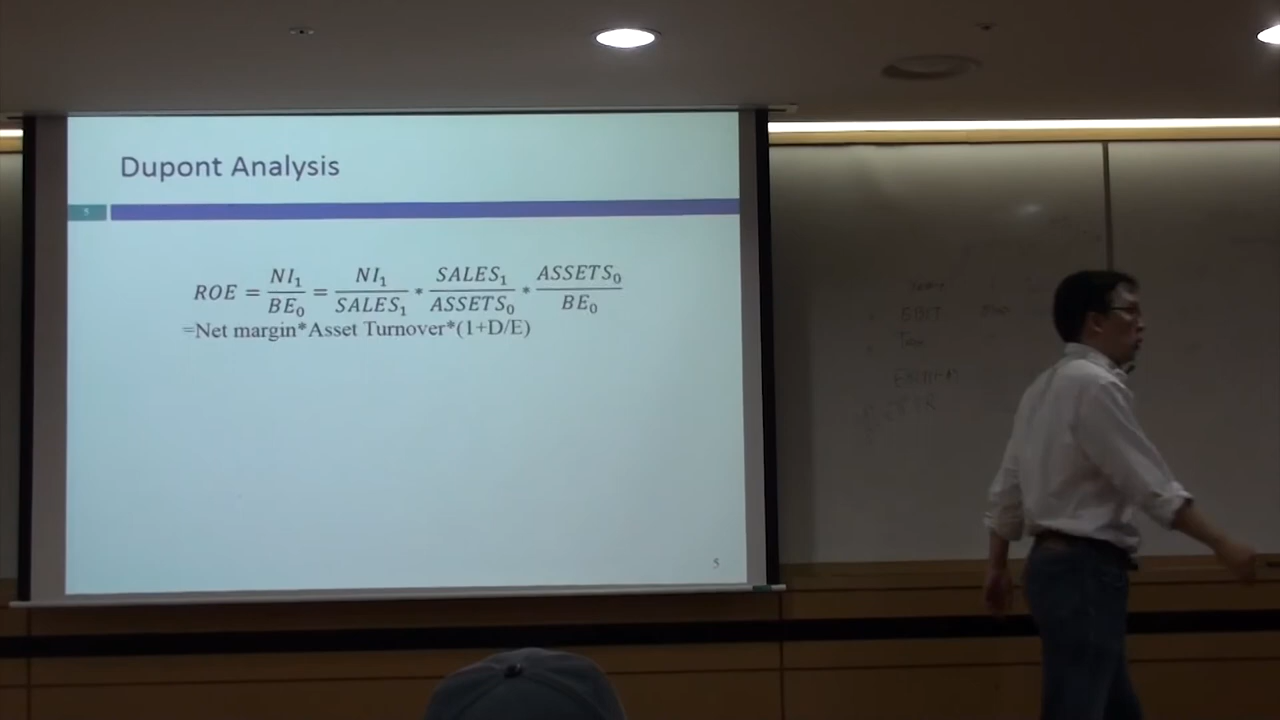 Dupont Analysis
5
ROE = NI₁/BE₀ = NI₁/SALES₁ * SALES₁/ASSETS₀ * ASSETS₀/BE₀
=Net margin*Asset Turnover*(1+D/E)
5
EBIT